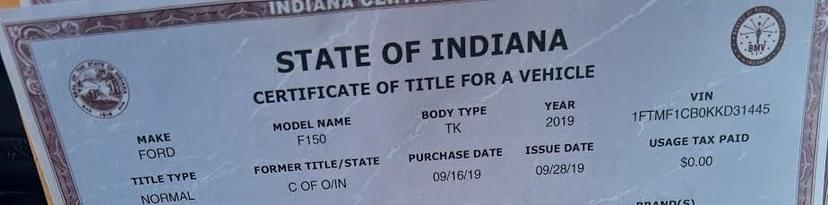 INDIANA
STATE OF INDIANA
CERTIFICATE OF TITLE FOR A VEHICLE
BMV
1816
MAKE MODEL NAME BODY TYPE YEAR VIN
FORD F150 TK 2019 1FTMF1CB0KKD31445
TITLE TYPE FORMER TITLE/STATE PURCHASE DATE ISSUE DATE USAGE TAX PAID
NORMAL C OF O/IN 09/16/19 09/28/19 $0.00
BRAND(S)